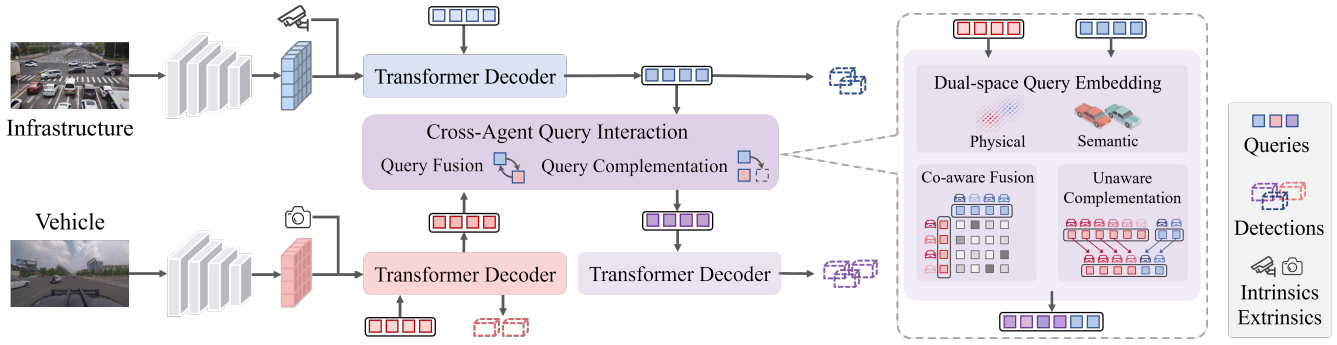 Infrastructure
Transformer Decoder
Cross-Agent Query Interaction
Query Fusion
Query Complementation
Vehicle
Transformer Decoder
Transformer Decoder
Dual-space Query Embedding
Physical
Semantic
Co-aware Fusion
Unaware
Complementation
Queries
Detections
Intrinsics
Extrinsics